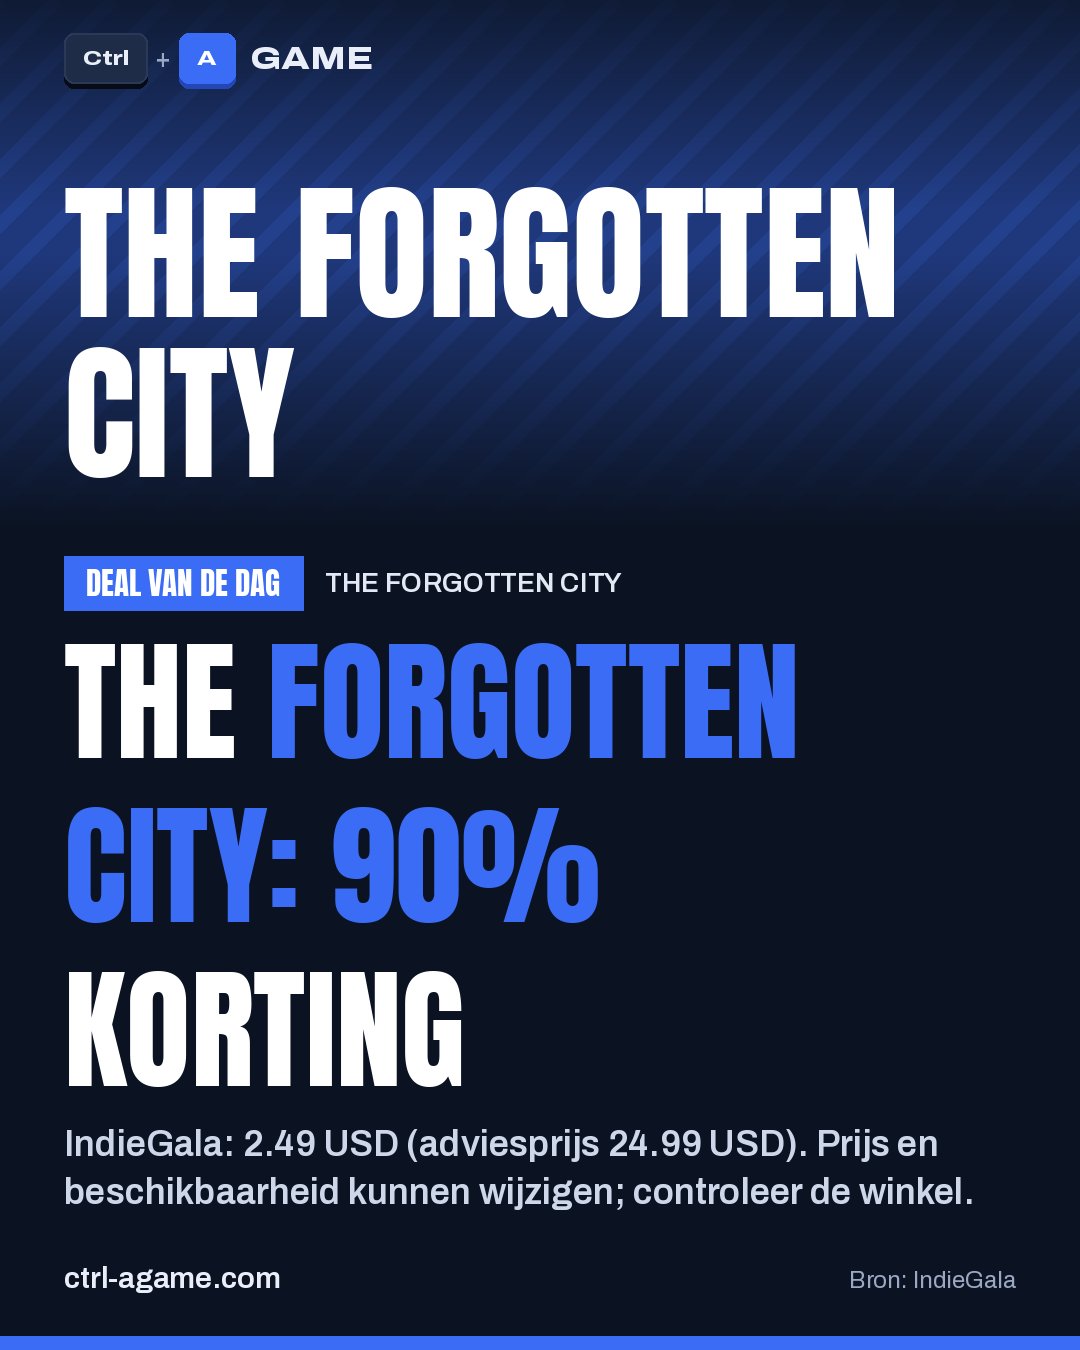 Ctrl + A GAME
THE FORGOTTEN
CITY
DEAL VAN DE DAG THE FORGOTTEN CITY
THE FORGOTTEN
CITY: 90%
KORTING
IndieGala: 2.49 USD (adviesprijs 24.99 USD). Prijs en
beschikbaarheid kunnen wijzigen; controleer de winkel.
ctrl-agame.com Bron: IndieGala